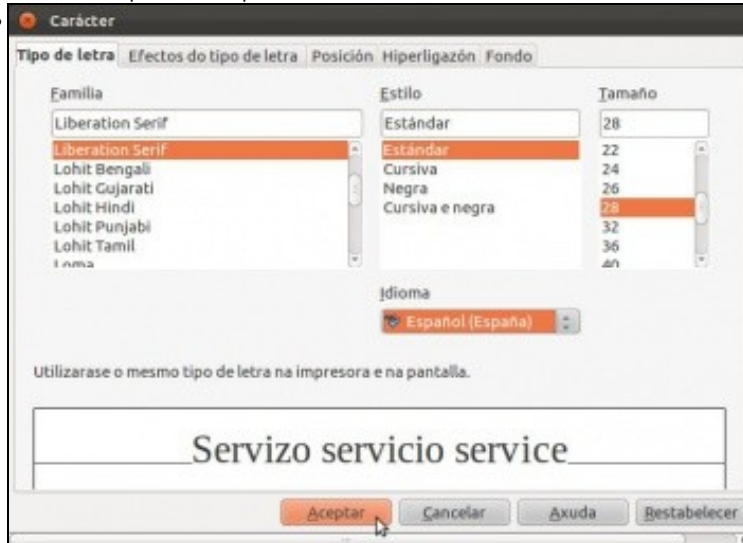 Carácter
Tipo de letra Efectos do tipo de letra Posición Hiperligazón Fondo
Familia Estilo Tamaño
Liberation Serif Estándar 28
Liberation Serif Estándar 22
Lohit Bengali Cursiva 24
Lohit Gujarati Negra 26
Lohit Hindi Cursiva e negra 28
Lohit Punjabi 32
Lohit Tamil 36
Loma 40
Idioma
Español (España)
Utilizarase o mesmo tipo de letra na impresora e na pantalla.
Servizo servicio service
Aceptar Cancelar Axuda Restabelecer